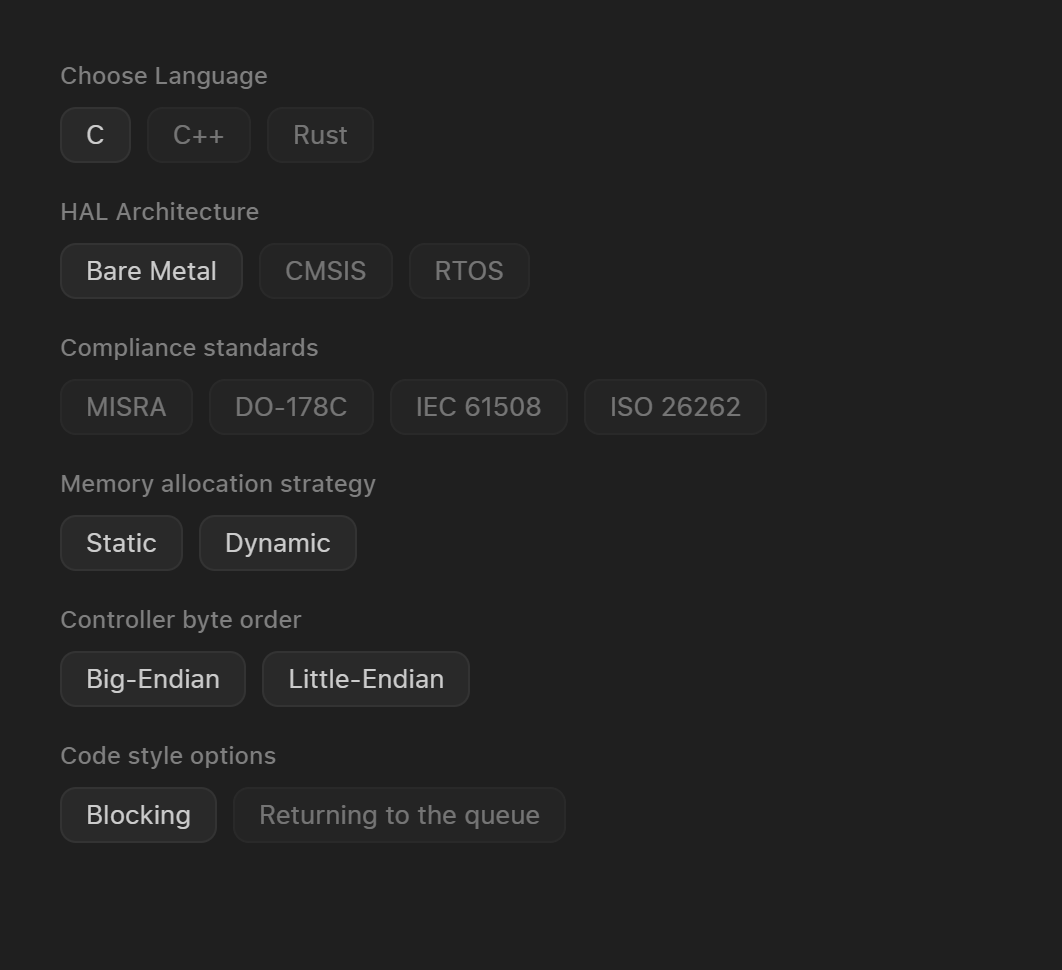 Choose Language
C C++ Rust
HAL Architecture
Bare Metal CMSIS RTOS
Compliance standards
MISRA DO-178C IEC 61508 ISO 26262
Memory allocation strategy
Static Dynamic
Controller byte order
Big-Endian Little-Endian
Code style options
Blocking Returning to the queue